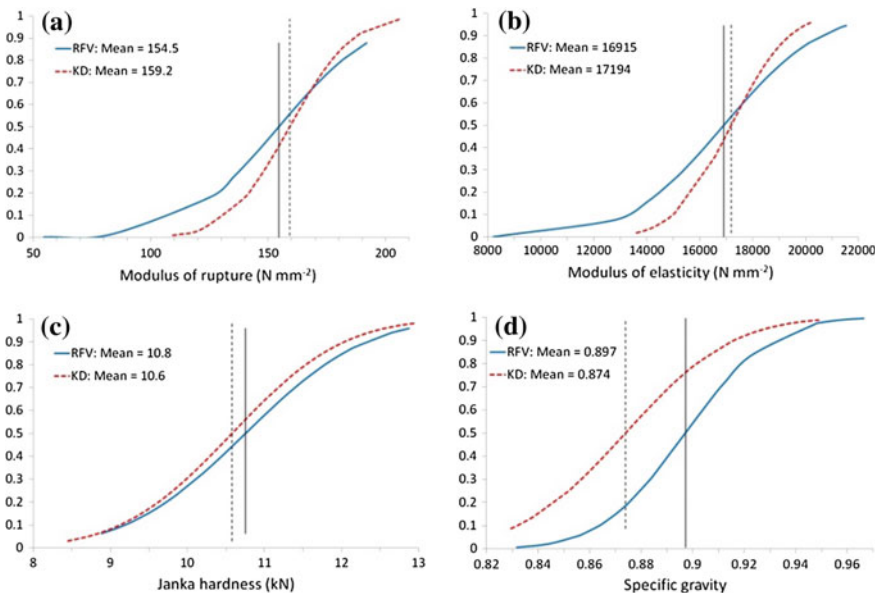 (a)
1
0.9
0.8
0.7
0.6
0.5
0.4
0.3
0.2
0.1
0
RFV: Mean = 154.5
KD: Mean = 159.2
50 100 150 200
Modulus of rupture (N mm-2)
(b)
1
0.9
0.8
0.7
0.6
0.5
0.4
0.3
0.2
0.1
0
RFV: Mean = 16915
KD: Mean = 17194
8000 10000 12000 14000 16000 18000 20000 22000
Modulus of elasticity (N mm-2)
(c)
1
0.9
0.8
0.7
0.6
0.5
0.4
0.3
0.2
0.1
0
RFV: Mean = 10.8
KD: Mean = 10.6
8 9 10 11 12 13
Janka hardness (kN)
(d)
1
0.9
0.8
0.7
0.6
0.5
0.4
0.3
0.2
0.1
0
RFV: Mean = 0.897
KD: Mean = 0.874
0.82 0.84 0.86 0.88 0.9 0.92 0.94 0.96
Specific gravity